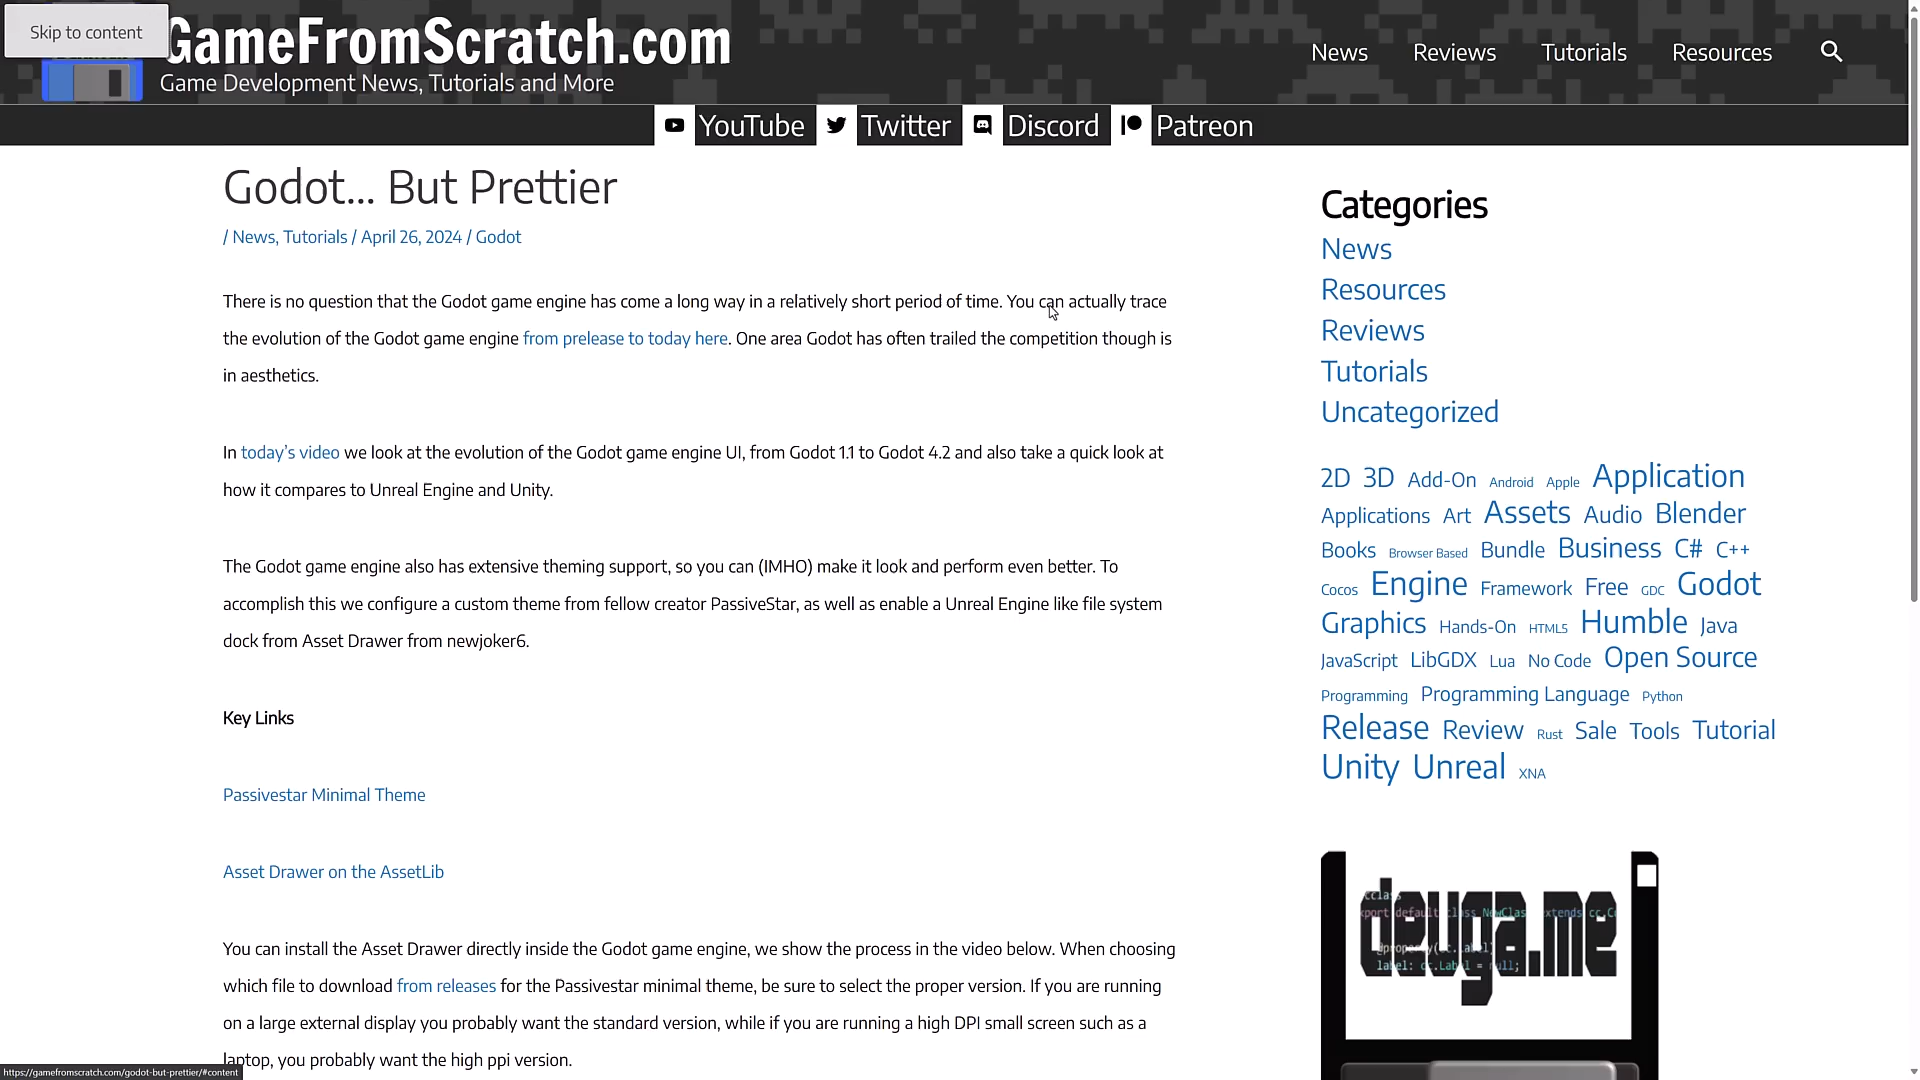 Skip to content
GameFromScratch.com
Game Development News, Tutorials and More
News Reviews Tutorials Resources
YouTube Twitter Discord Patreon
Godot... But Prettier
/ News, Tutorials / April 26, 2024 / Godot
There is no question that the Godot game engine has come a long way in a relatively short period of time. You can actually trace
the evolution of the Godot game engine from prelease to today here. One area Godot has often trailed the competition though is
in aesthetics.
In today's video we look at the evolution of the Godot game engine UI, from Godot 1.1 to Godot 4.2 and also take a quick look at
how it compares to Unreal Engine and Unity.
The Godot game engine also has extensive theming support, so you can (IMHO) make it look and perform even better. To
accomplish this we configure a custom theme from fellow creator PassiveStar, as well as enable a Unreal Engine like file system
dock from Asset Drawer from newjoker6.
Key Links
Passivestar Minimal Theme
Asset Drawer on the AssetLib
You can install the Asset Drawer directly inside the Godot game engine, we show the process in the video below. When choosing
which file to download from releases for the Passivestar minimal theme, be sure to select the proper version. If you are running
on a large external display you probably want the standard version, while if you are running a high DPI small screen such as a
laptop, you probably want the high ppi version.
Categories
News
Resources
Reviews
Tutorials
Uncategorized
2D 3D Add-On Android Apple Application
Applications Art Assets Audio Blender
Books Browser Based Bundle Business C# C++
Cocos Engine Framework Free GDC Godot
Graphics Hands-On HTML5 Humble Java
JavaScript LibGDX Lua No Code Open Source
Programming Programming Language Python
Release Review Rust Sale Tools Tutorial
Unity Unreal XNA
devga.me
https://gamefromscratch.com/godot-but-prettier/#content